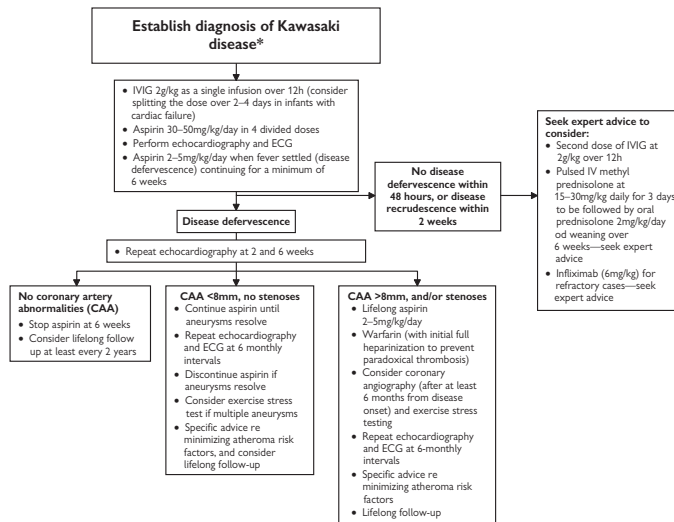 Establish diagnosis of Kawasaki
disease*
• IVIG 2g/kg as a single infusion over 12h (consider
splitting the dose over 2–4 days in infants with
cardiac failure)
• Aspirin 30–50mg/kg/day in 4 divided doses
• Perform echocardiography and ECG
• Aspirin 2–5mg/kg/day when fever settled (disease
defervescence) continuing for a minimum of
6 weeks
No disease
defervescence within
48 hours, or disease
recrudescence within
2 weeks
Seek expert advice to
consider:
• Second dose of IVIG at
2g/kg over 12h
• Pulsed IV methyl
prednisolone at
15–30mg/kg daily for 3 days
to be followed by oral
prednisolone 2mg/kg/day
od weaning over
6 weeks—seek expert
advice
• Infliximab (6mg/kg) for
refractory cases—seek
expert advice
Disease defervescence
• Repeat echocardiography at 2 and 6 weeks
No coronary artery
abnormalities (CAA)
• Stop aspirin at 6 weeks
• Consider lifelong follow
up at least every 2 years
CAA <8mm, no stenoses
• Continue aspirin until
aneurysms resolve
• Repeat echocardiography
and ECG at 6 monthly
intervals
• Discontinue aspirin if
aneurysms resolve
• Consider exercise stress
test if multiple aneurysms
• Specific advice re
minimizing atheroma risk
factors, and consider
lifelong follow-up
CAA >8mm, and/or stenoses
• Lifelong aspirin
2–5mg/kg/day
• Warfarin (with initial full
heparinization to prevent
paradoxical thrombosis)
• Consider coronary
angiography (after at least
6 months from disease
onset) and exercise stress
testing
• Repeat echocardiography
and ECG at 6-monthly
intervals
• Specific advice re
minimizing atheroma risk
factors
• Lifelong follow-up